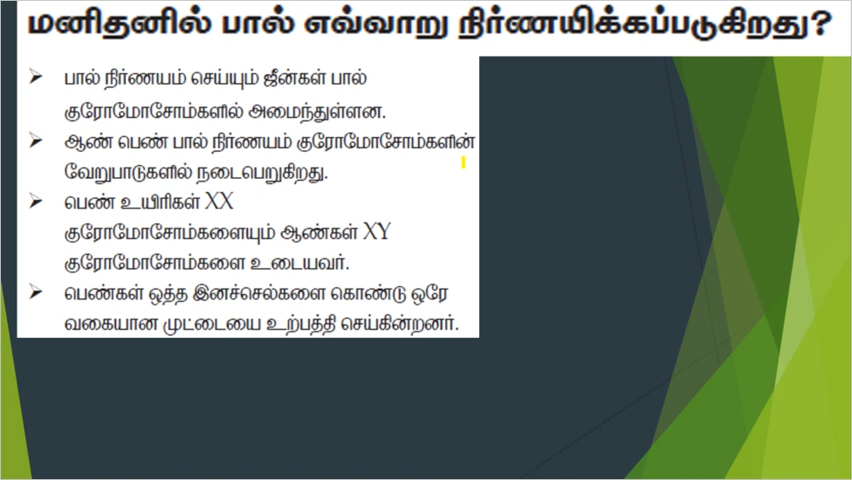 மனிதனில் பால் எவ்வாறு நிர்ணயிக்கப்படுகிறது?
➢ பால் நிர்ணயம் செய்யும் ஜீன்கள் பால்
குரோமோசோம்களில் அமைந்துள்ளன.
➢ ஆண் பெண் பால் நிர்ணயம் குரோமோசோம்களின்
வேறுபாடுகளில் நடைபெறுகிறது.
➢ பெண் உயிரிகள் XX
குரோமோசோம்களையும் ஆண்கள் XY
குரோமோசோம்களை உடையவர்.
➢ பெண்கள் ஒத்த இனச்செல்களை கொண்டு ஒரே
வகையான முட்டையை உற்பத்தி செய்கின்றனர்.